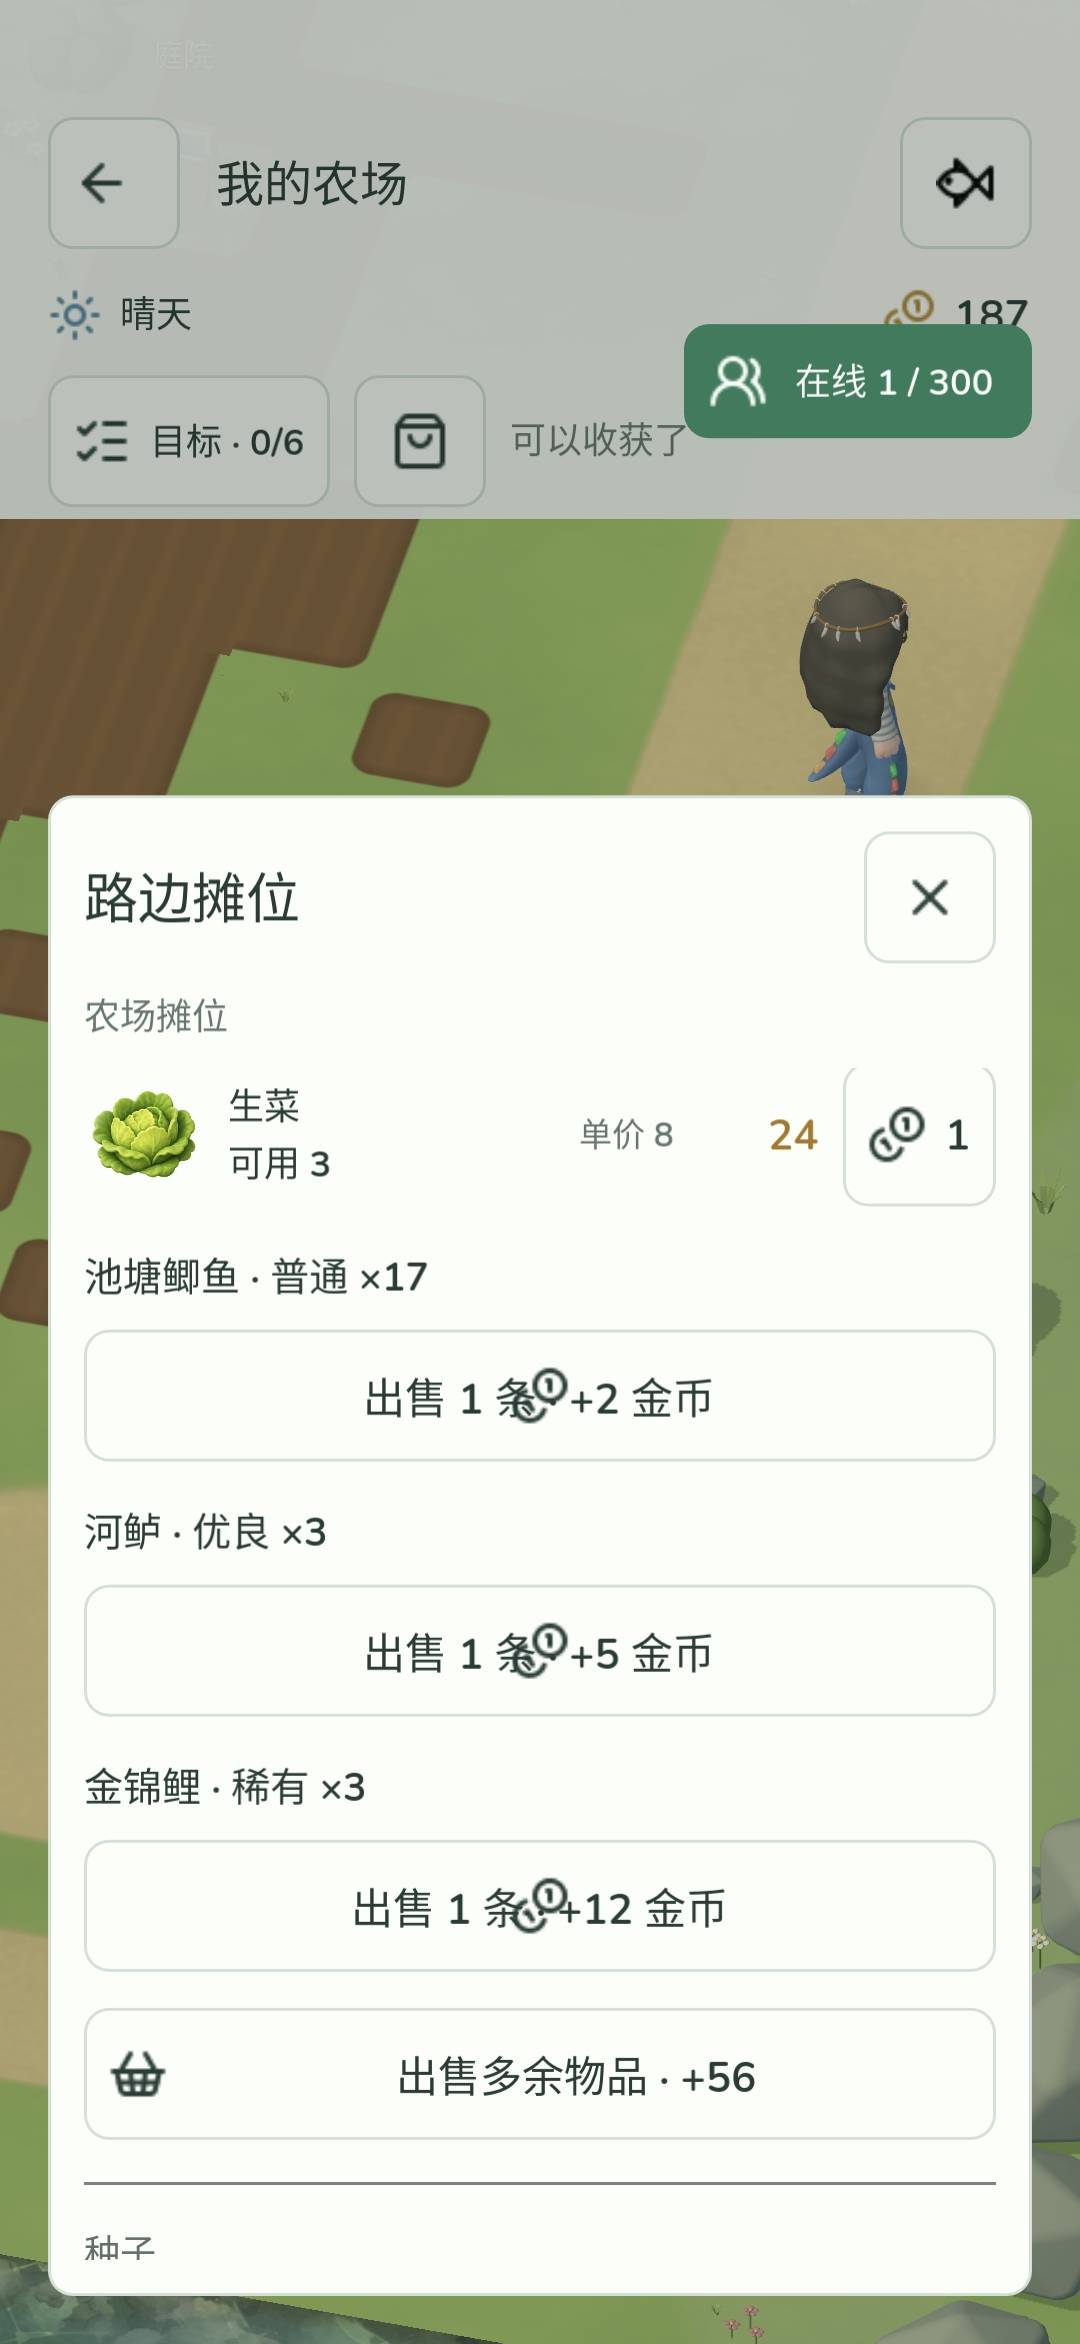 庭院
我的农场
晴天
187
在线 1 / 300
目标 · 0/6
可以收获了
路边摊位
农场摊位
生菜
可用 3
单价 8
24
1
池塘鲫鱼 · 普通 ×17
出售 1 条 · +2 金币
河鲈 · 优良 ×3
出售 1 条 · +5 金币
金锦鲤 · 稀有 ×3
出售 1 条 · +12 金币
出售多余物品 · +56
种子